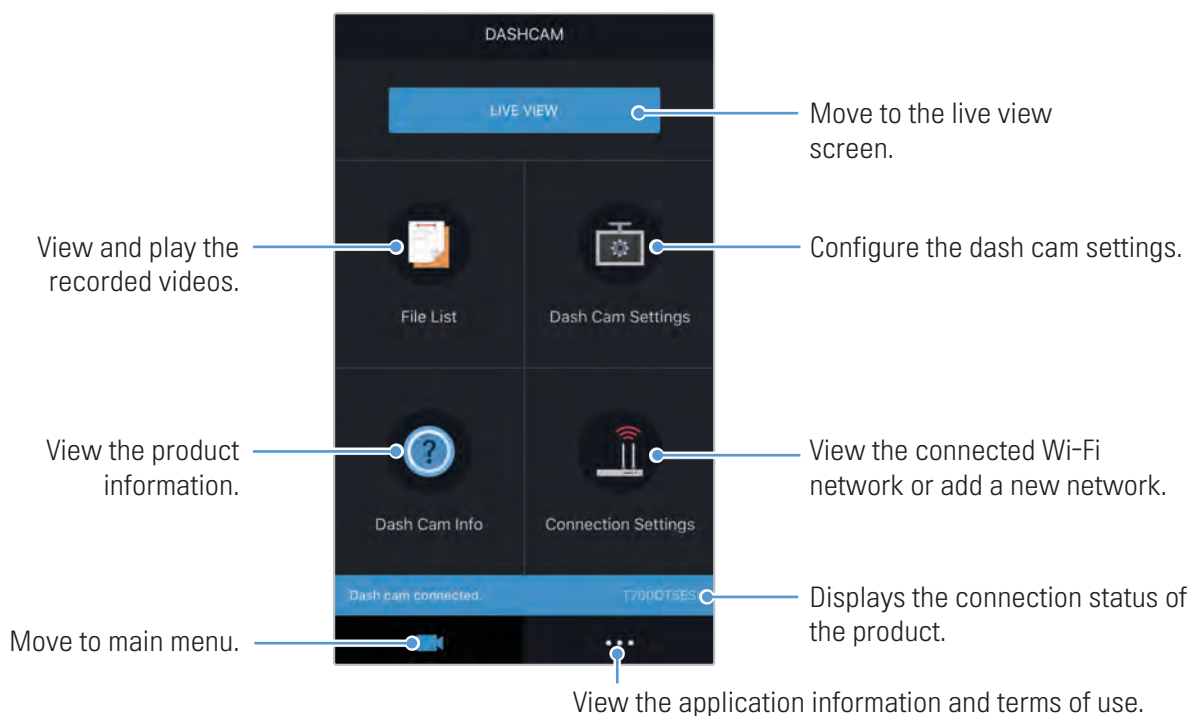 DASHCAM
LIVE VIEW
Move to the live view
screen.
View and play the
recorded videos.
Configure the dash cam settings.
File List
Dash Cam Settings
View the product
information.
View the connected Wi-Fi
network or add a new network.
Dash Cam Info
Connection Settings
Dash cam connected.
Displays the connection status of
the product.
Move to main menu.
View the application information and terms of use.